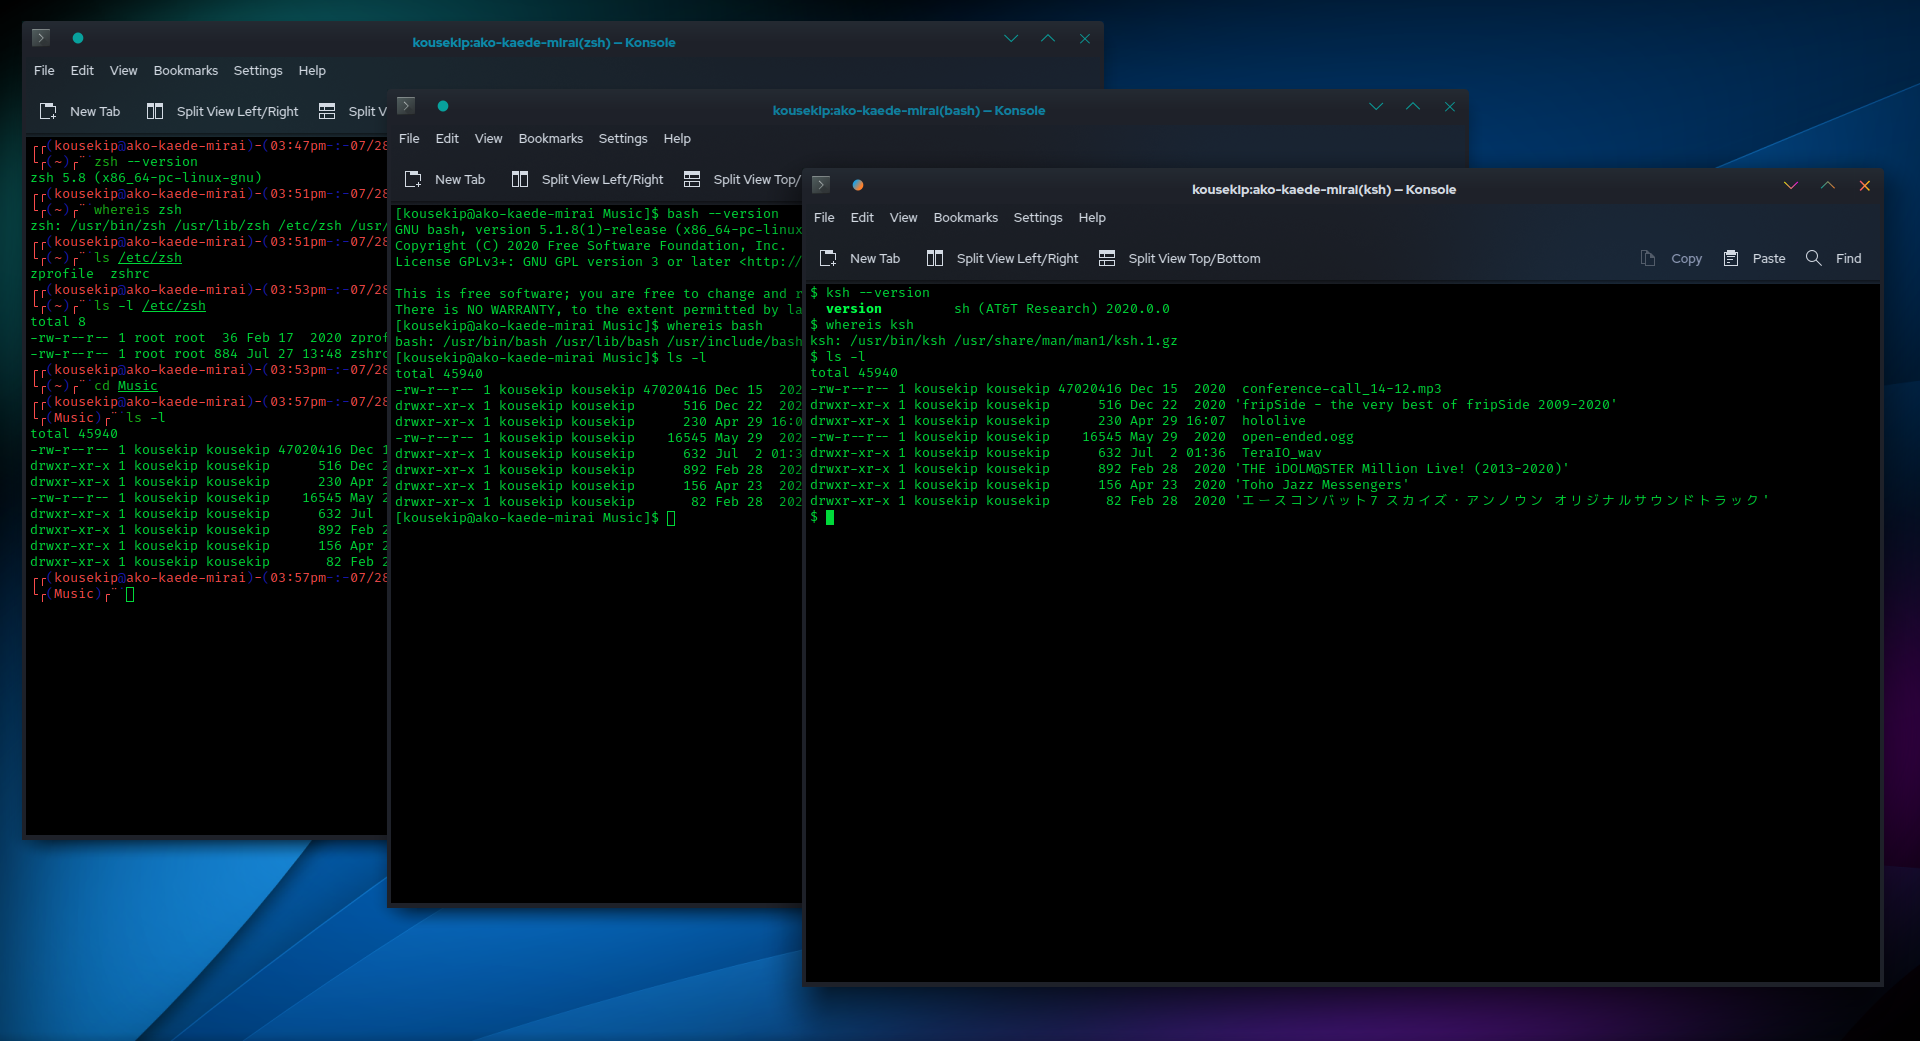 kousekip:ako-kaede-mirai(zsh) — Konsole
File Edit View Bookmarks Settings Help
New Tab Split View Left/Right Split V
(kousekip@ako-kaede-mirai)-(03:47pm-:-07/28
(~) zsh --version
zsh 5.8 (x86_64-pc-linux-gnu)
(kousekip@ako-kaede-mirai)-(03:51pm-:-07/28
(~) whereis zsh
zsh: /usr/bin/zsh /usr/lib/zsh /etc/zsh /usr/
(kousekip@ako-kaede-mirai)-(03:51pm-:-07/28
(~) ls /etc/zsh
zprofile zshrc
(kousekip@ako-kaede-mirai)-(03:53pm-:-07/28
(~) ls -l /etc/zsh
total 8
-rw-r--r-- 1 root root 36 Feb 17 2020 zprof
-rw-r--r-- 1 root root 884 Jul 27 13:48 zshrc
(kousekip@ako-kaede-mirai)-(03:53pm-:-07/28
(~) cd Music
(kousekip@ako-kaede-mirai)-(03:57pm-:-07/28
(Music) ls -l
total 45940
-rw-r--r-- 1 kousekip kousekip 47020416 Dec 1
drwxr-xr-x 1 kousekip kousekip 516 Dec 2
drwxr-xr-x 1 kousekip kousekip 230 Apr 2
-rw-r--r-- 1 kousekip kousekip 16545 May 2
drwxr-xr-x 1 kousekip kousekip 632 Jul
drwxr-xr-x 1 kousekip kousekip 892 Feb 2
drwxr-xr-x 1 kousekip kousekip 156 Apr 2
drwxr-xr-x 1 kousekip kousekip 82 Feb 2
(kousekip@ako-kaede-mirai)-(03:57pm-:-07/28
(Music)
kousekip:ako-kaede-mirai(bash) — Konsole
File Edit View Bookmarks Settings Help
New Tab Split View Left/Right Split View Top/
[kousekip@ako-kaede-mirai Music]$ bash --version
GNU bash, version 5.1.8(1)-release (x86_64-pc-linux
Copyright (C) 2020 Free Software Foundation, Inc.
License GPLv3+: GNU GPL version 3 or later <http://
This is free software; you are free to change and r
There is NO WARRANTY, to the extent permitted by la
[kousekip@ako-kaede-mirai Music]$ whereis bash
bash: /usr/bin/bash /usr/lib/bash /usr/include/bash
[kousekip@ako-kaede-mirai Music]$ ls -l
total 45940
-rw-r--r-- 1 kousekip kousekip 47020416 Dec 15 202
drwxr-xr-x 1 kousekip kousekip 516 Dec 22 202
drwxr-xr-x 1 kousekip kousekip 230 Apr 29 16:0
-rw-r--r-- 1 kousekip kousekip 16545 May 29 202
drwxr-xr-x 1 kousekip kousekip 632 Jul 2 01:3
drwxr-xr-x 1 kousekip kousekip 892 Feb 28 202
drwxr-xr-x 1 kousekip kousekip 156 Apr 23 202
drwxr-xr-x 1 kousekip kousekip 82 Feb 28 202
[kousekip@ako-kaede-mirai Music]$
kousekip:ako-kaede-mirai(ksh) — Konsole
File Edit View Bookmarks Settings Help
New Tab Split View Left/Right Split View Top/Bottom Copy Paste Find
$ ksh --version
version sh (AT&T Research) 2020.0.0
$ whereis ksh
ksh: /usr/bin/ksh /usr/share/man/man1/ksh.1.gz
$ ls -l
total 45940
-rw-r--r-- 1 kousekip kousekip 47020416 Dec 15 2020 conference-call_14-12.mp3
drwxr-xr-x 1 kousekip kousekip 516 Dec 22 2020 'fripSide - the very best of fripSide 2009-2020'
drwxr-xr-x 1 kousekip kousekip 230 Apr 29 16:07 hololive
-rw-r--r-- 1 kousekip kousekip 16545 May 29 2020 open-ended.ogg
drwxr-xr-x 1 kousekip kousekip 632 Jul 2 01:36 TeraIO_wav
drwxr-xr-x 1 kousekip kousekip 892 Feb 28 2020 'THE iDOLM@STER Million Live! (2013-2020)'
drwxr-xr-x 1 kousekip kousekip 156 Apr 23 2020 'Toho Jazz Messengers'
drwxr-xr-x 1 kousekip kousekip 82 Feb 28 2020 'エースコンバット7 スカイズ・アンノウン オリジナルサウンドトラック'
$